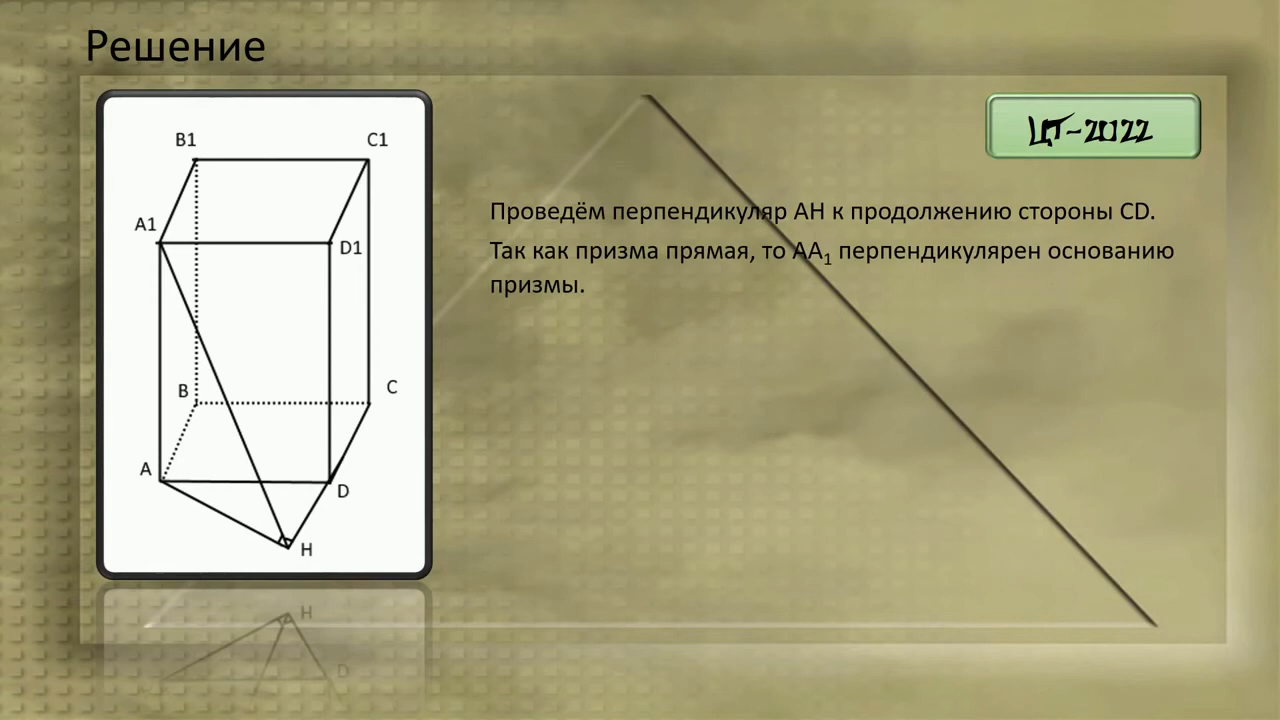 Решение
ЦТ-2022
B1
C1
A1
D1
B
C
A
D
H
Проведём перпендикуляр AH к продолжению стороны CD.
Так как призма прямая, то AA₁ перпендикулярен основанию
призмы.
H
D